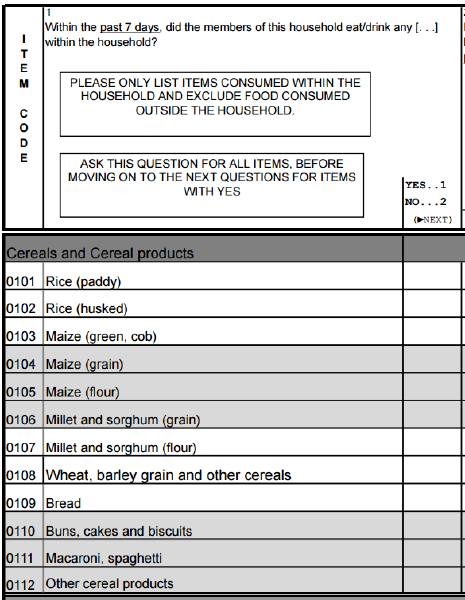 ITEM CODE
1
Within the past 7 days, did the members of this household eat/drink any [. . .]
within the household?
PLEASE ONLY LIST ITEMS CONSUMED WITHIN THE
HOUSEHOLD AND EXCLUDE FOOD CONSUMED
OUTSIDE THE HOUSEHOLD.
ASK THIS QUESTION FOR ALL ITEMS, BEFORE
MOVING ON TO THE NEXT QUESTIONS FOR ITEMS
WITH YES
YES..1
NO...2
(►NEXT)
Cereals and Cereal products
0101 Rice (paddy)
0102 Rice (husked)
0103 Maize (green, cob)
0104 Maize (grain)
0105 Maize (flour)
0106 Millet and sorghum (grain)
0107 Millet and sorghum (flour)
0108 Wheat, barley grain and other cereals
0109 Bread
0110 Buns, cakes and biscuits
0111 Macaroni, spaghetti
0112 Other cereal products